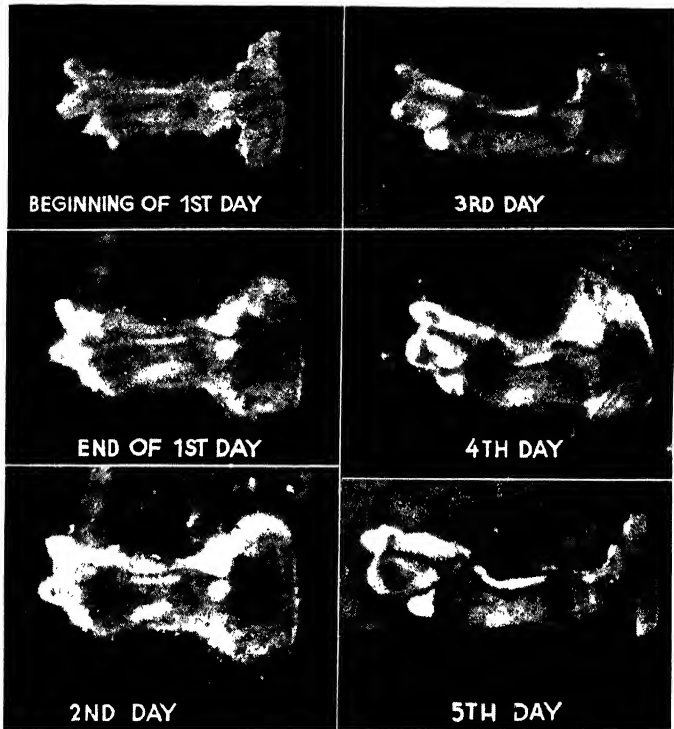 BEGINNING OF 1ST DAY
3RD DAY
END OF 1ST DAY
4TH DAY
2ND DAY
5TH DAY